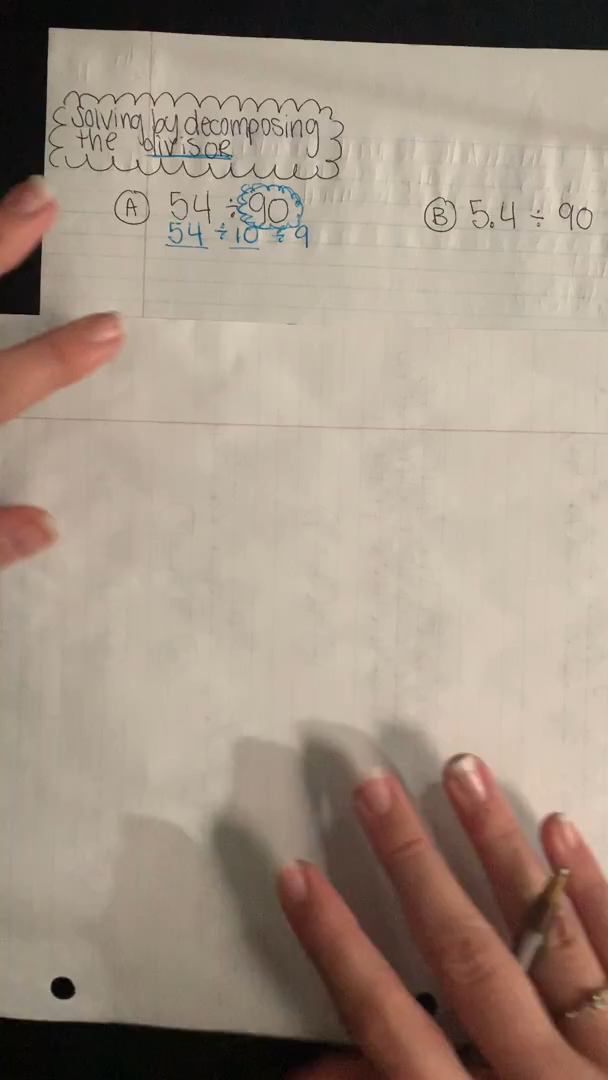 Solving by decomposing
the divisor
A 54 ÷ 90
54 ÷ 10 ÷ 9
B 5.4 ÷ 90